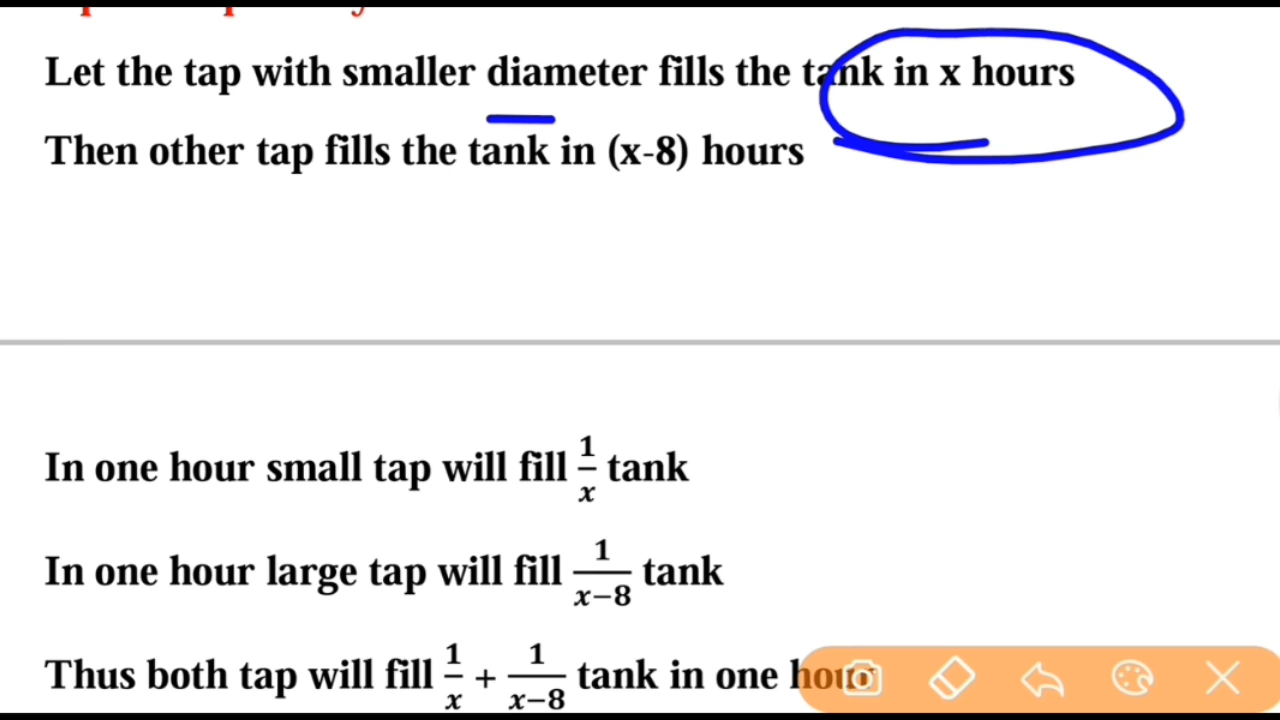 Let the tap with smaller diameter fills the tank in x hours
Then other tap fills the tank in (x-8) hours
In one hour small tap will fill 1/x tank
In one hour large tap will fill 1/(x−8) tank
Thus both tap will fill 1/x + 1/(x−8) tank in one hour